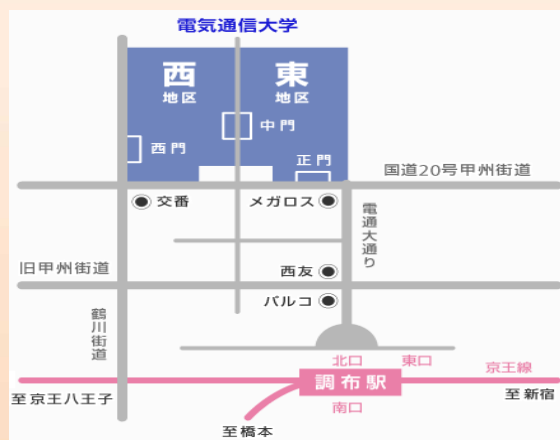 電気通信大学
西
地区
東
地区
中門
西門
正門
国道20号甲州街道
交番
メガロス
電通大通り
旧甲州街道
西友
パルコ
鶴川街道
北口
東口
京王線
調布駅
至京王八王子
至新宿
南口
至橋本